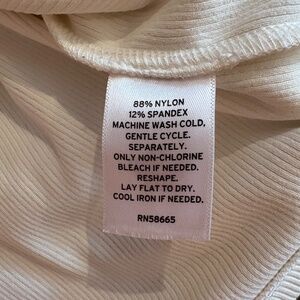 88% NYLON
12% SPANDEX
MACHINE WASH COLD,
GENTLE CYCLE.
SEPARATELY.
ONLY NON-CHLORINE
BLEACH IF NEEDED.
RESHAPE.
LAY FLAT TO DRY.
COOL IRON IF NEEDED.
RN58665